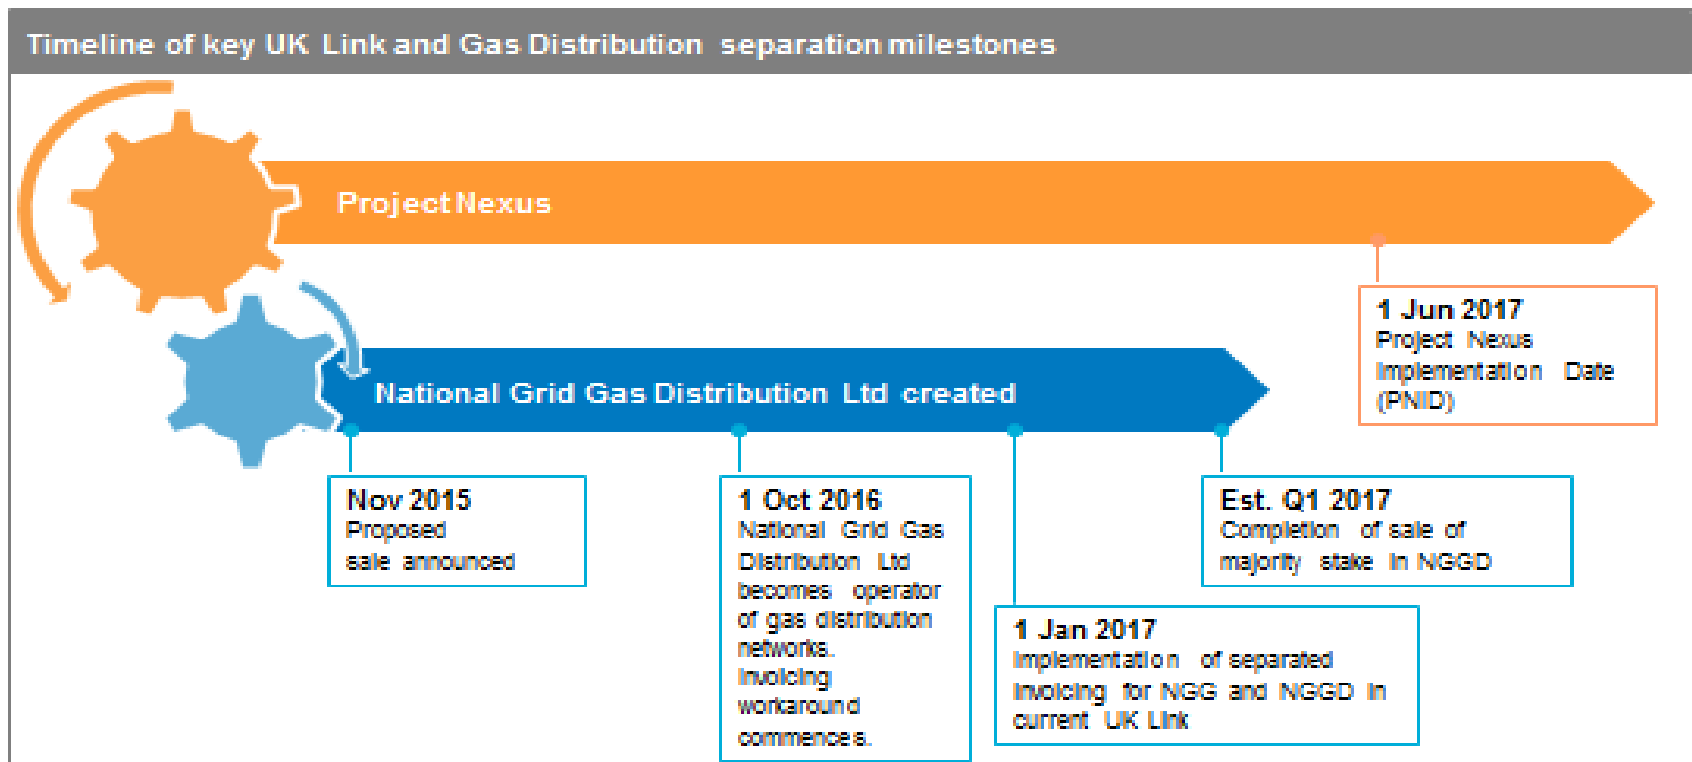 Timeline of key UK Link and Gas Distribution separation milestones
Project Nexus
1 Jun 2017
Project Nexus
Implementation Date
(PNID)
National Grid Gas Distribution Ltd created
Nov 2015
Proposed
sale announced
1 Oct 2016
National Grid Gas
Distribution Ltd
becomes operator
of gas distribution
networks.
Invoicing
workaround
commences.
1 Jan 2017
Implementation of separated
invoicing for NGG and NGGD in
current UK Link
Est. Q1 2017
Completion of sale of
majority stake in NGGD